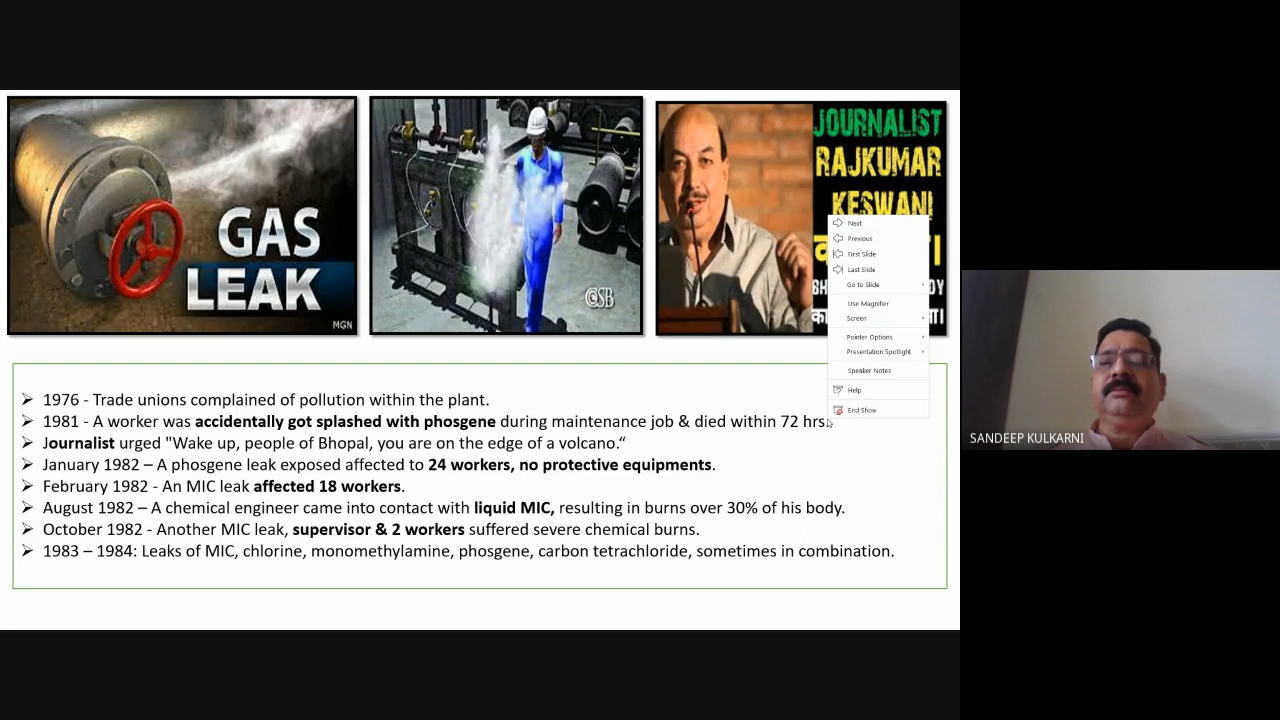 GAS
LEAK
MGN
CSB
JOURNALIST
RAJKUMAR
KESWANI
Next
Previous
First Slide
Last Slide
Go to Slide
Use Magnifier
Screen
Pointer Options
Presentation Spotlight
Speaker Notes
Help
End Show
➢ 1976 - Trade unions complained of pollution within the plant.
➢ 1981 - A worker was accidentally got splashed with phosgene during maintenance job & died within 72 hrs.
➢ Journalist urged "Wake up, people of Bhopal, you are on the edge of a volcano.“
➢ January 1982 – A phosgene leak exposed affected to 24 workers, no protective equipments.
➢ February 1982 - An MIC leak affected 18 workers.
➢ August 1982 – A chemical engineer came into contact with liquid MIC, resulting in burns over 30% of his body.
➢ October 1982 - Another MIC leak, supervisor & 2 workers suffered severe chemical burns.
➢ 1983 – 1984: Leaks of MIC, chlorine, monomethylamine, phosgene, carbon tetrachloride, sometimes in combination.
SANDEEP KULKARNI